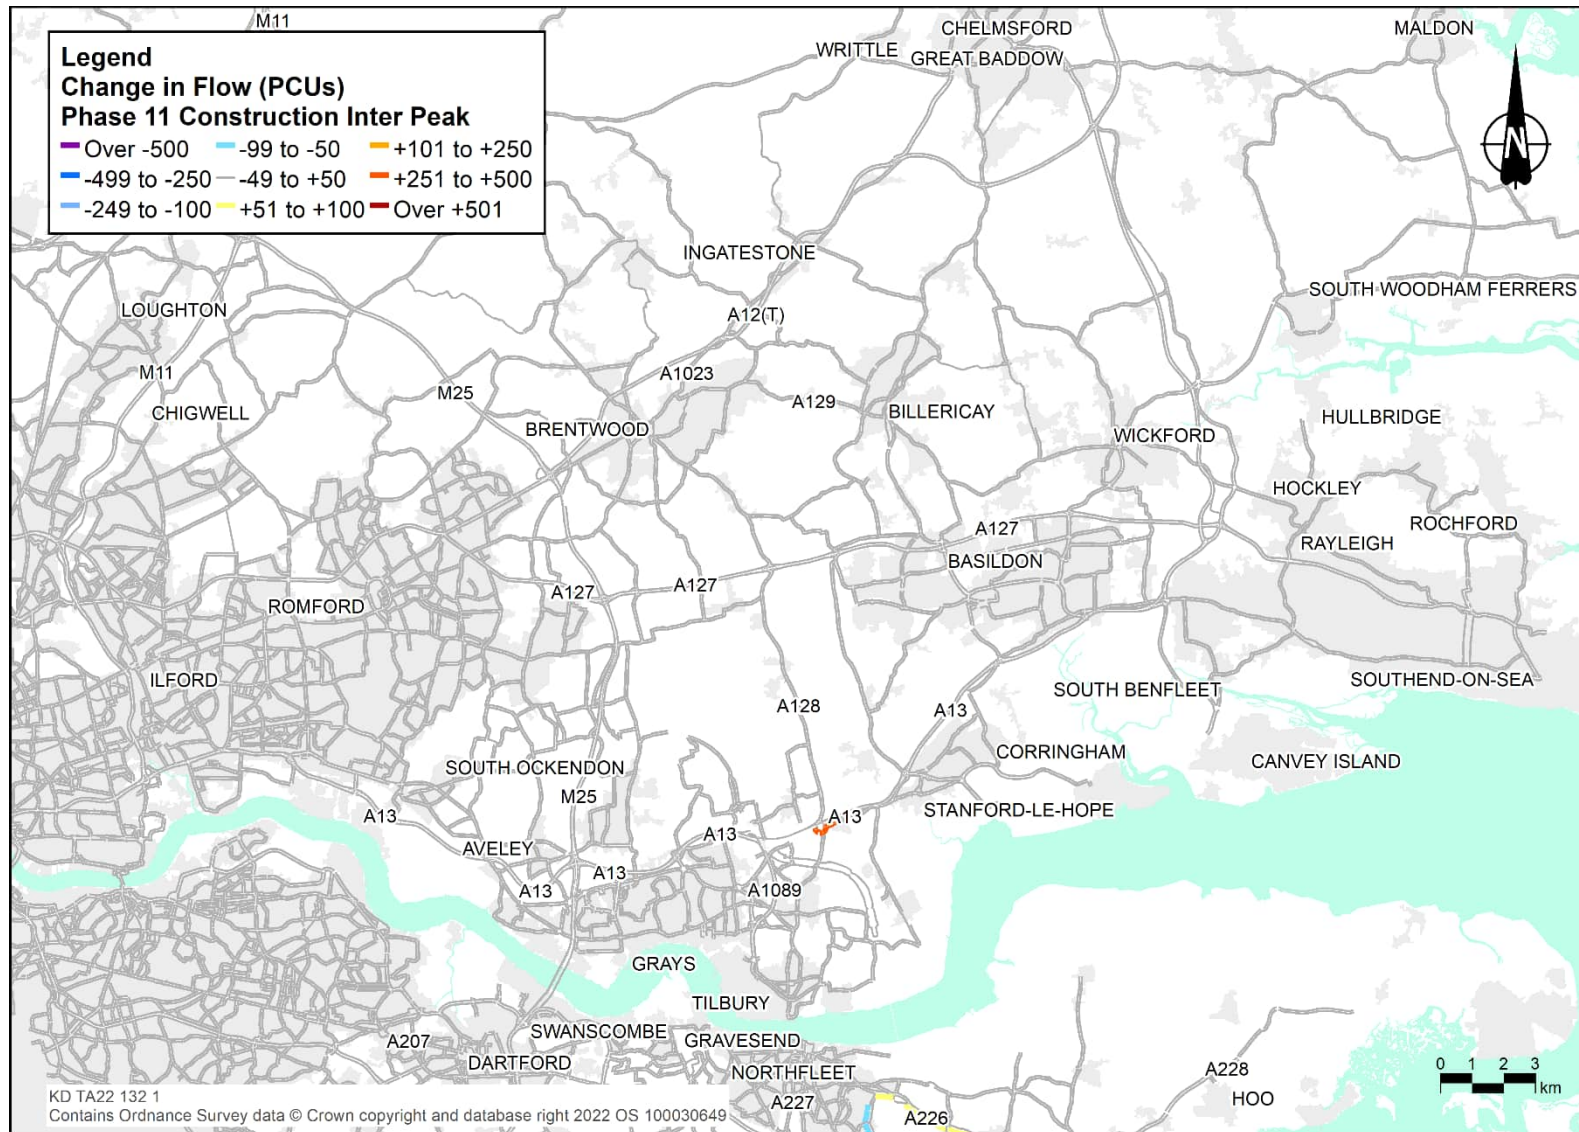 M11
Legend
Change in Flow (PCUs)
Phase 11 Construction Inter Peak
Over -500 -99 to -50 +101 to +250
-499 to -250 -49 to +50 +251 to +500
-249 to -100 +51 to +100 Over +501
CHELMSFORD
MALDON
WRITTLE
GREAT BADDOW
N
INGATESTONE
SOUTH WOODHAM FERRERS
LOUGHTON
A12(T)
M11
A1023
M25
A129
CHIGWELL
BILLERICAY
HULLBRIDGE
BRENTWOOD
WICKFORD
HOCKLEY
A127
ROCHFORD
RAYLEIGH
BASILDON
A127
A127
ROMFORD
ILFORD
SOUTH BENFLEET
SOUTHEND-ON-SEA
A128
A13
CORRINGHAM
CANVEY ISLAND
SOUTH OCKENDON
M25
STANFORD-LE-HOPE
A13
A13
A13
AVELEY
A13
A13
A1089
GRAYS
TILBURY
SWANSCOMBE
A207
GRAVESEND
DARTFORD
NORTHFLEET
A228
HOO
A227
A226
0 1 2 3
km
KD TA22 132 1
Contains Ordnance Survey data © Crown copyright and database right 2022 OS 100030649